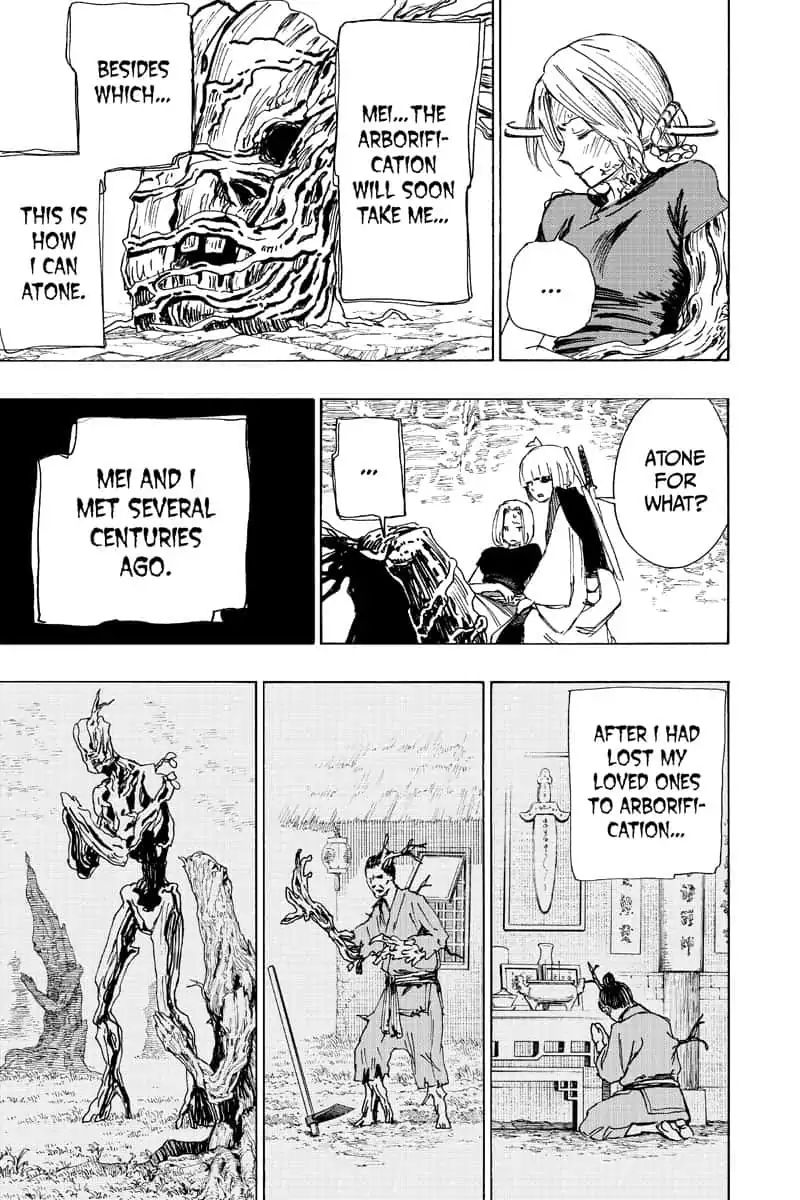 ...
MEI...THE
ARBORIFI-
CATION
WILL SOON
TAKE ME...
BESIDES
WHICH...
THIS IS
HOW
I CAN
ATONE.
ATONE
FOR
WHAT?
...
MEI AND I
MET SEVERAL
CENTURIES
AGO.
AFTER I HAD
LOST MY
LOVED ONES
TO ARBORIFI-
CATION...